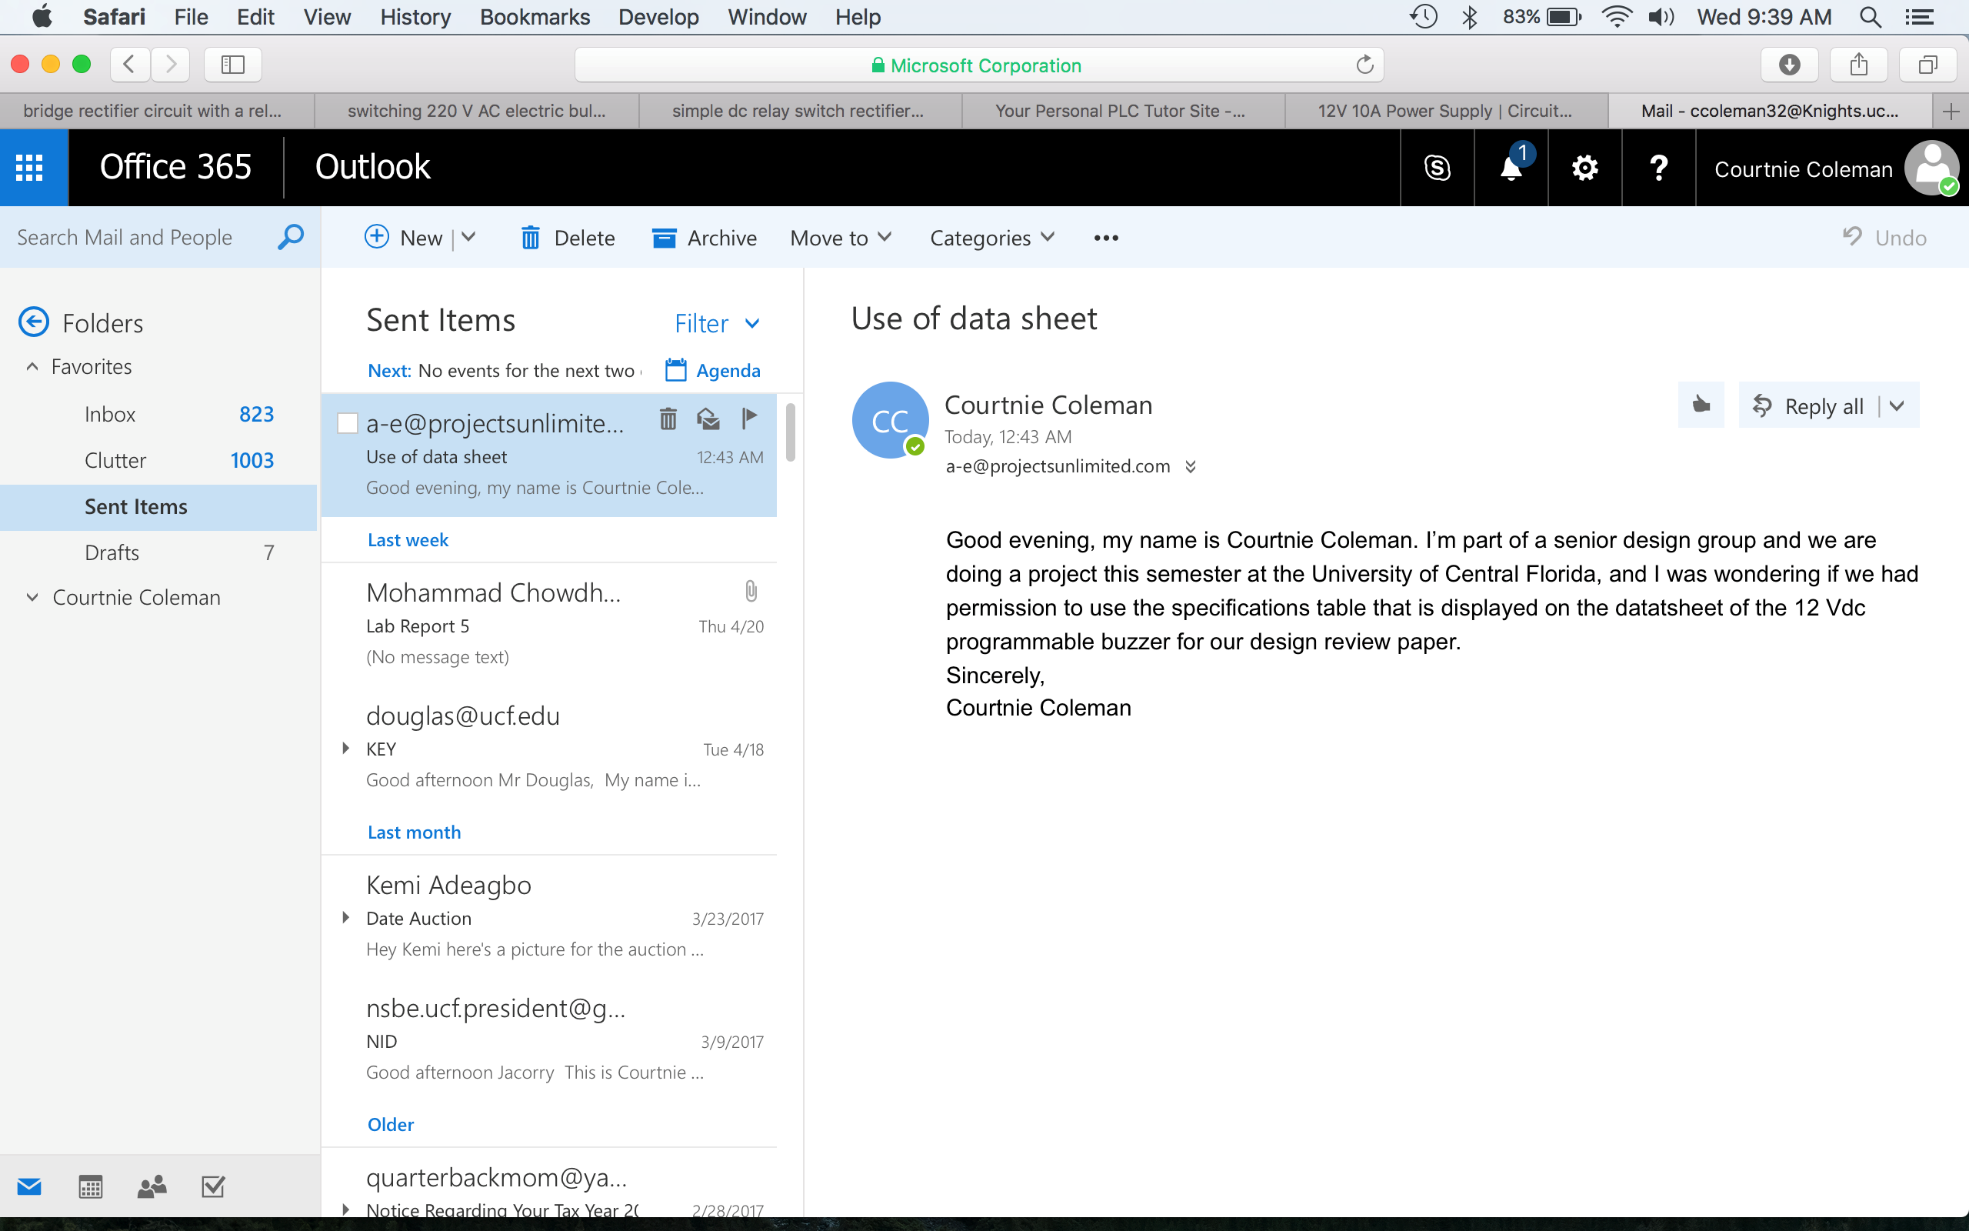 Safari File Edit View History Bookmarks Develop Window Help 83% Wed 9:39 AM
Microsoft Corporation
bridge rectifier circuit with a rel... switching 220 V AC electric bul... simple dc relay switch rectifier... Your Personal PLC Tutor Site -... 12V 10A Power Supply | Circuit... Mail - ccoleman32@Knights.uc...
Office 365 Outlook 1 ? Courtnie Coleman
Search Mail and People New Delete Archive Move to Categories ••• Undo
Folders
Favorites
Inbox 823
Clutter 1003
Sent Items
Drafts 7
Courtnie Coleman
Sent Items Filter
Next: No events for the next two Agenda
a-e@projectsunlimite...
Use of data sheet 12:43 AM
Good evening, my name is Courtnie Cole...
Last week
Mohammad Chowdh...
Lab Report 5 Thu 4/20
(No message text)
douglas@ucf.edu
KEY Tue 4/18
Good afternoon Mr Douglas, My name i...
Last month
Kemi Adeagbo
Date Auction 3/23/2017
Hey Kemi here's a picture for the auction ...
nsbe.ucf.president@g...
NID 3/9/2017
Good afternoon Jacorry This is Courtnie ...
Older
quarterbackmom@ya...
Notice Regarding Your Tax Year 2( 2/28/2017
Use of data sheet
CC
Courtnie Coleman
Today, 12:43 AM
a-e@projectsunlimited.com
Reply all
Good evening, my name is Courtnie Coleman. I'm part of a senior design group and we are
doing a project this semester at the University of Central Florida, and I was wondering if we had
permission to use the specifications table that is displayed on the datatsheet of the 12 Vdc
programmable buzzer for our design review paper.
Sincerely,
Courtnie Coleman